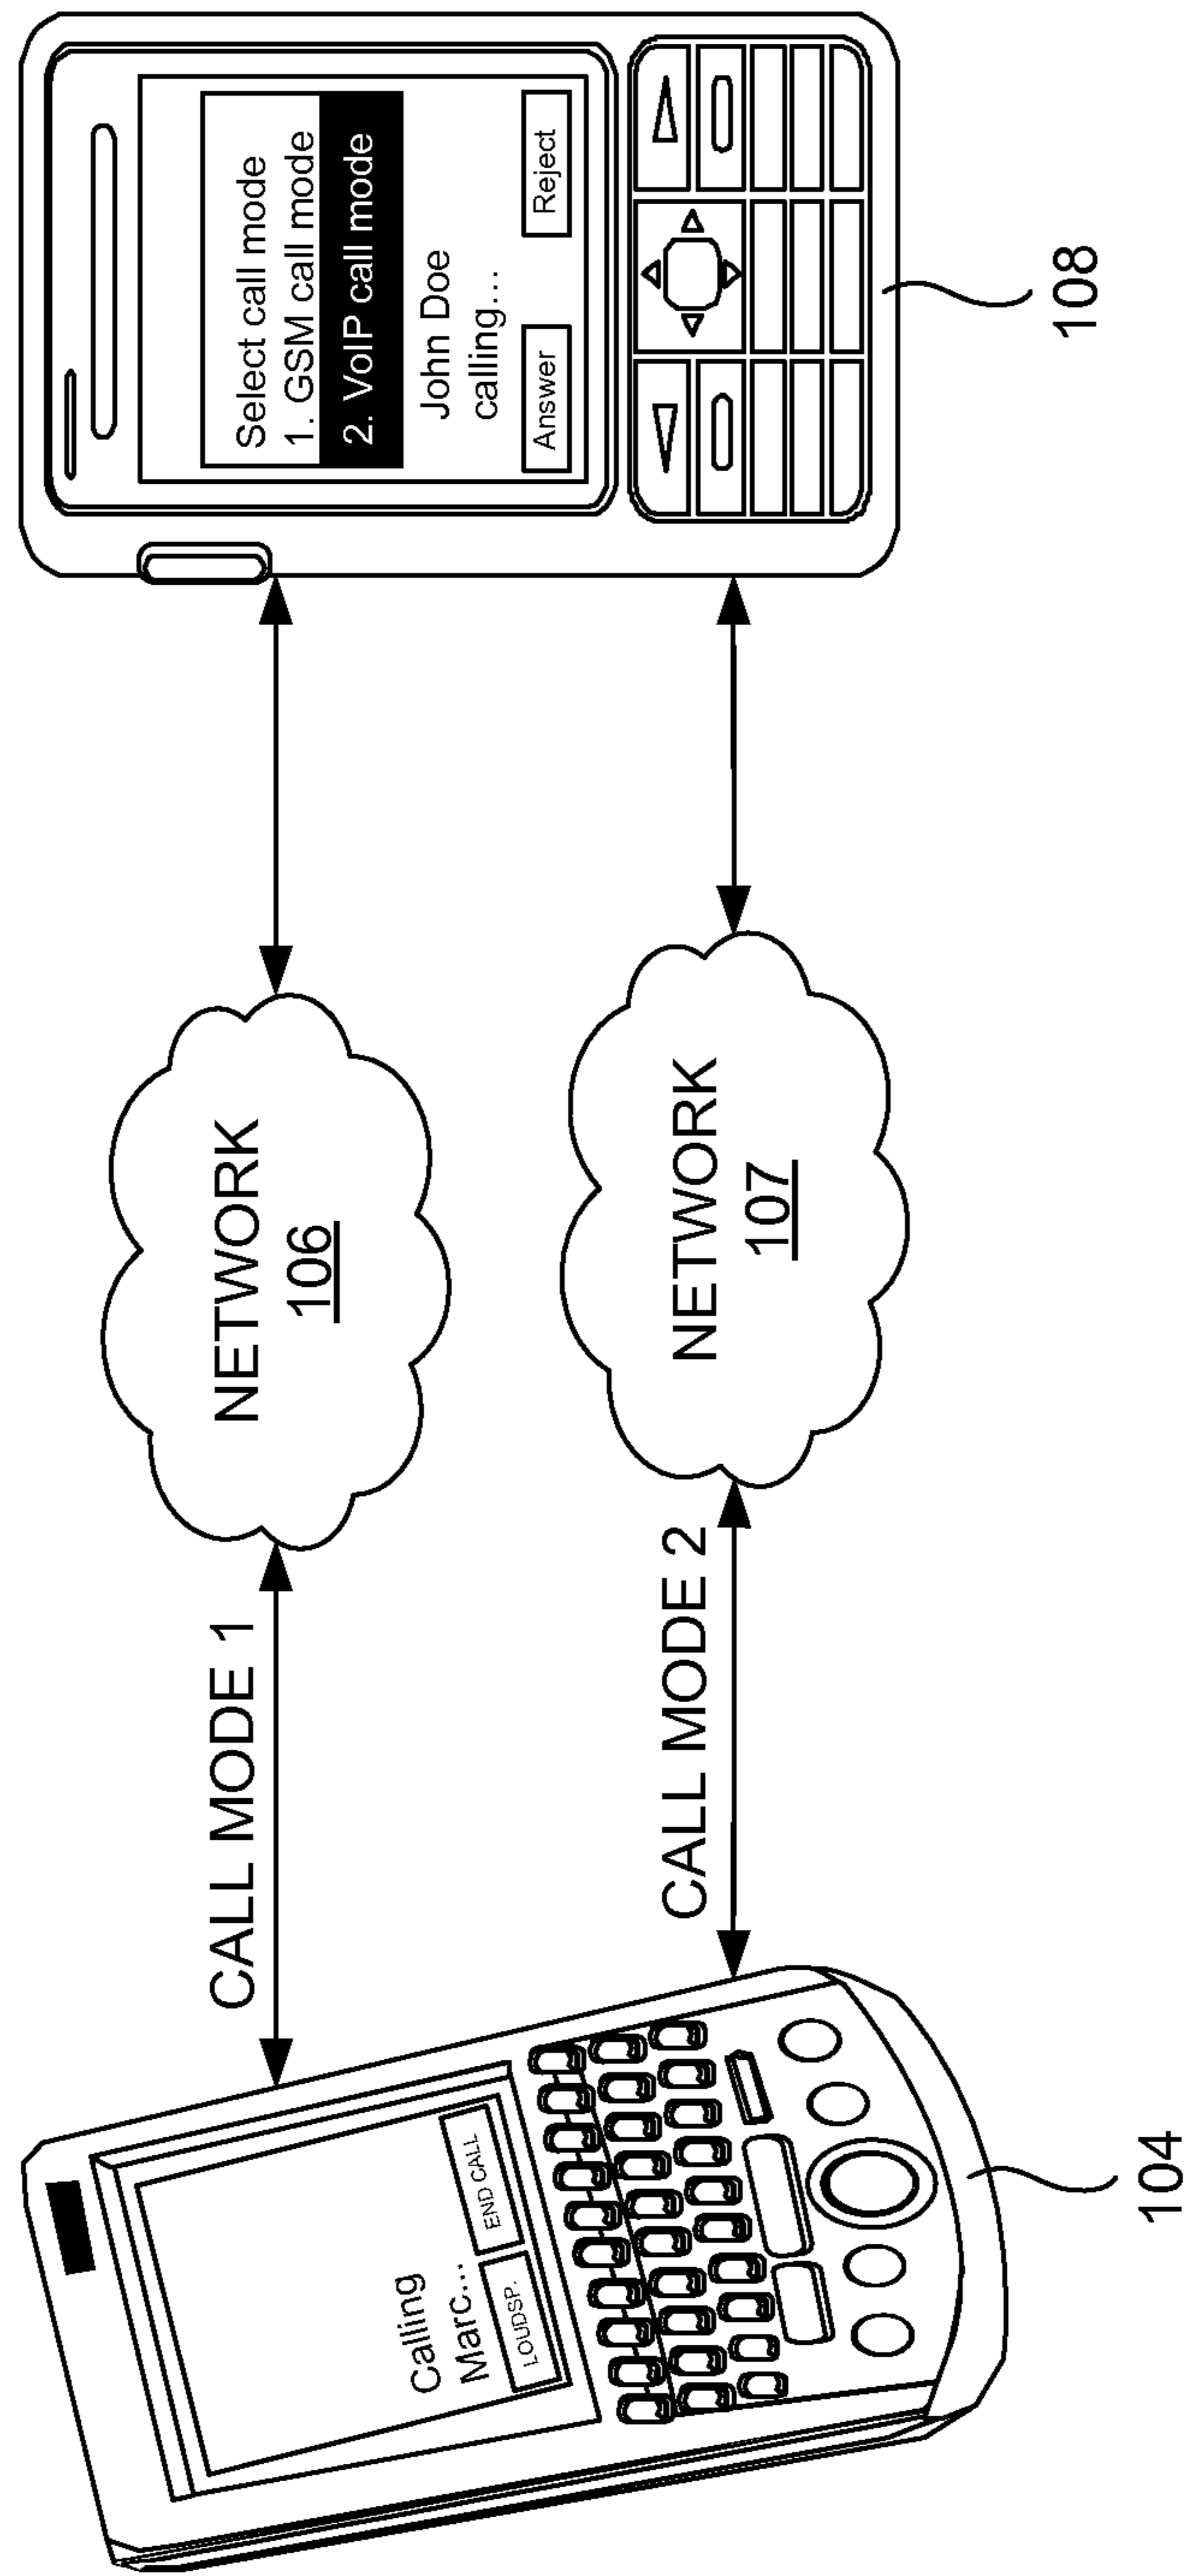 Calling
Marc...
LOUDSP.
END CALL
104
CALL MODE 1
CALL MODE 2
NETWORK
106
NETWORK
107
Select call mode
1. GSM call mode
2. VoIP call mode
John Doe
calling...
Answer
Reject
108